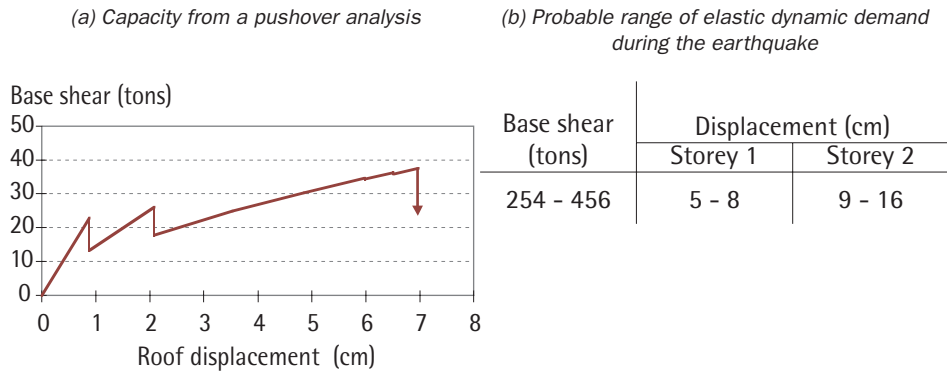 (a) Capacity from a pushover analysis
Base shear (tons)
50
40
30
20
10
0
0 1 2 3 4 5 6 7 8
Roof displacement (cm)
(b) Probable range of elastic dynamic demand
during the earthquake
Base shear
(tons)
Displacement (cm)
Storey 1 Storey 2
254 - 456 5 - 8 9 - 16